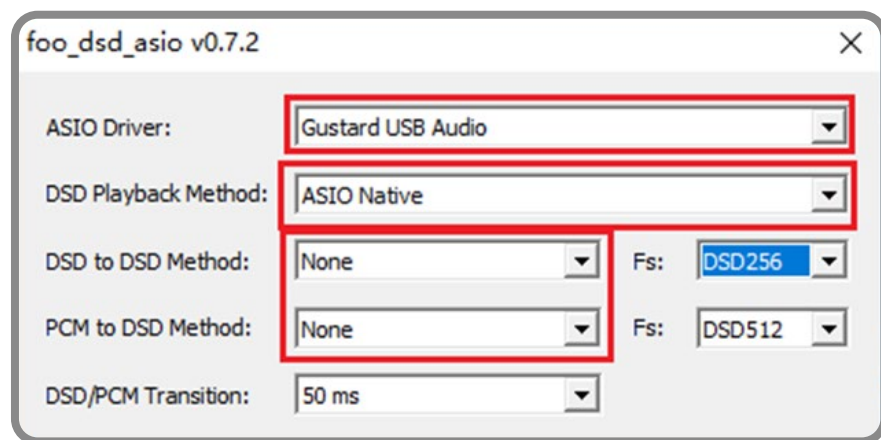 foo_dsd_asio v0.7.2
ASIO Driver: Gustard USB Audio
DSD Playback Method: ASIO Native
DSD to DSD Method: None Fs: DSD256
PCM to DSD Method: None Fs: DSD512
DSD/PCM Transition: 50 ms